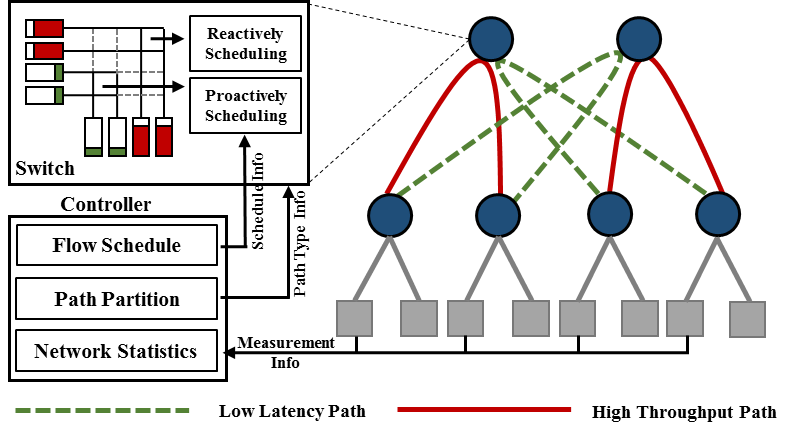 Reactively
Scheduling
Proactively
Scheduling
Switch
Controller
Schedule Info
Path Type Info
Flow Schedule
Path Partition
Network Statistics
Measurement
Info
Low Latency Path
High Throughput Path